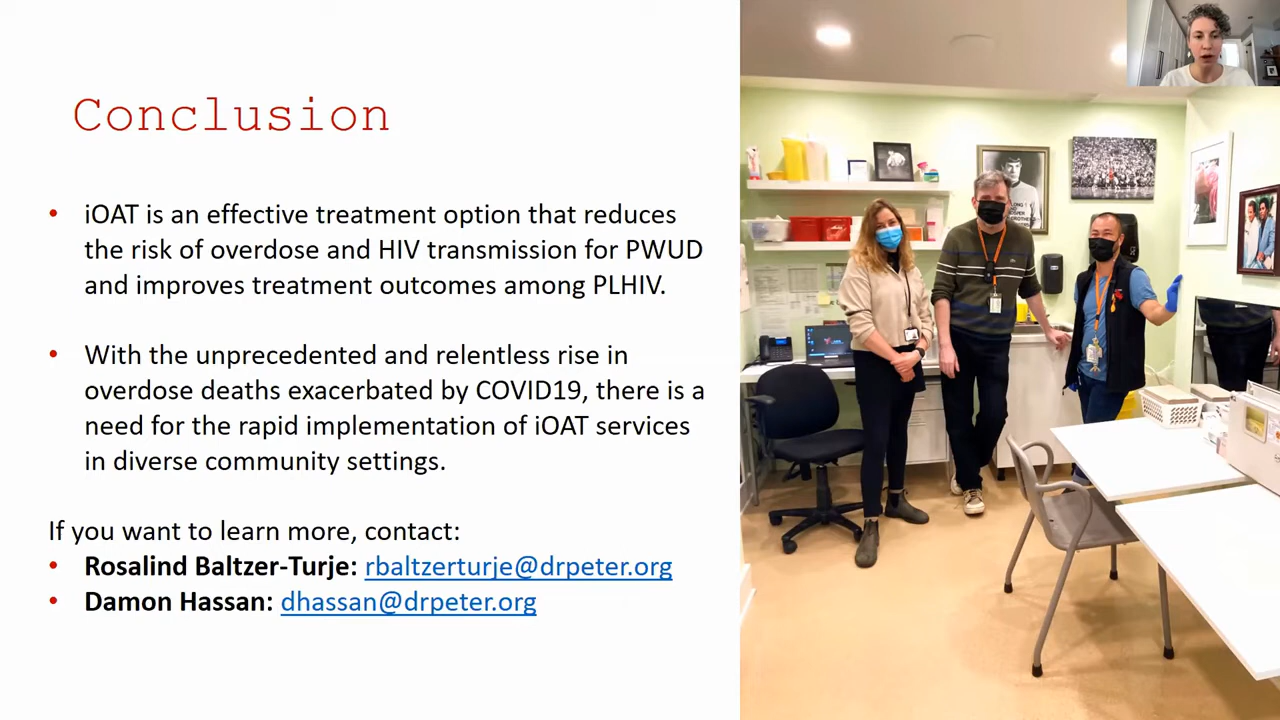 Conclusion
• iOAT is an effective treatment option that reduces
the risk of overdose and HIV transmission for PWUD
and improves treatment outcomes among PLHIV.
• With the unprecedented and relentless rise in
overdose deaths exacerbated by COVID19, there is a
need for the rapid implementation of iOAT services
in diverse community settings.
If you want to learn more, contact:
• Rosalind Baltzer-Turje: rbaltzerturje@drpeter.org
• Damon Hassan: dhassan@drpeter.org